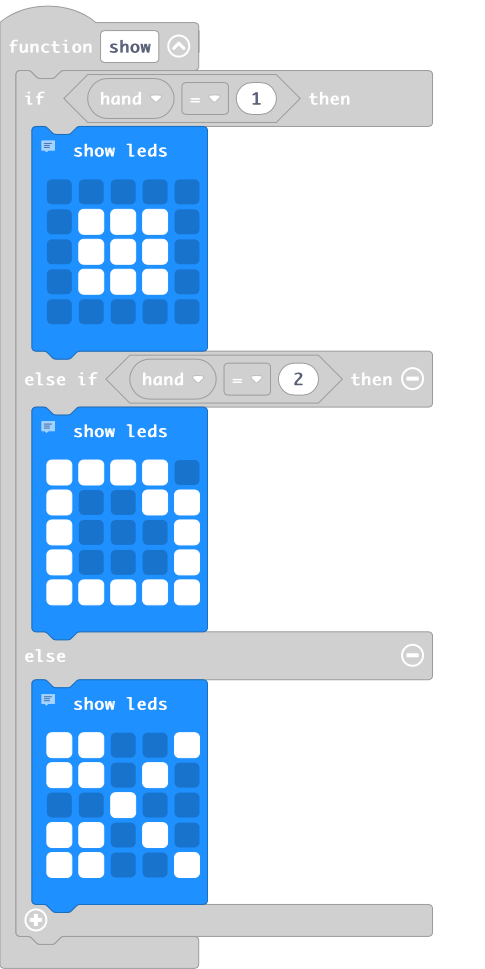 function show
if hand = 1 then
show leds
else if hand = 2 then
show leds
else
show leds